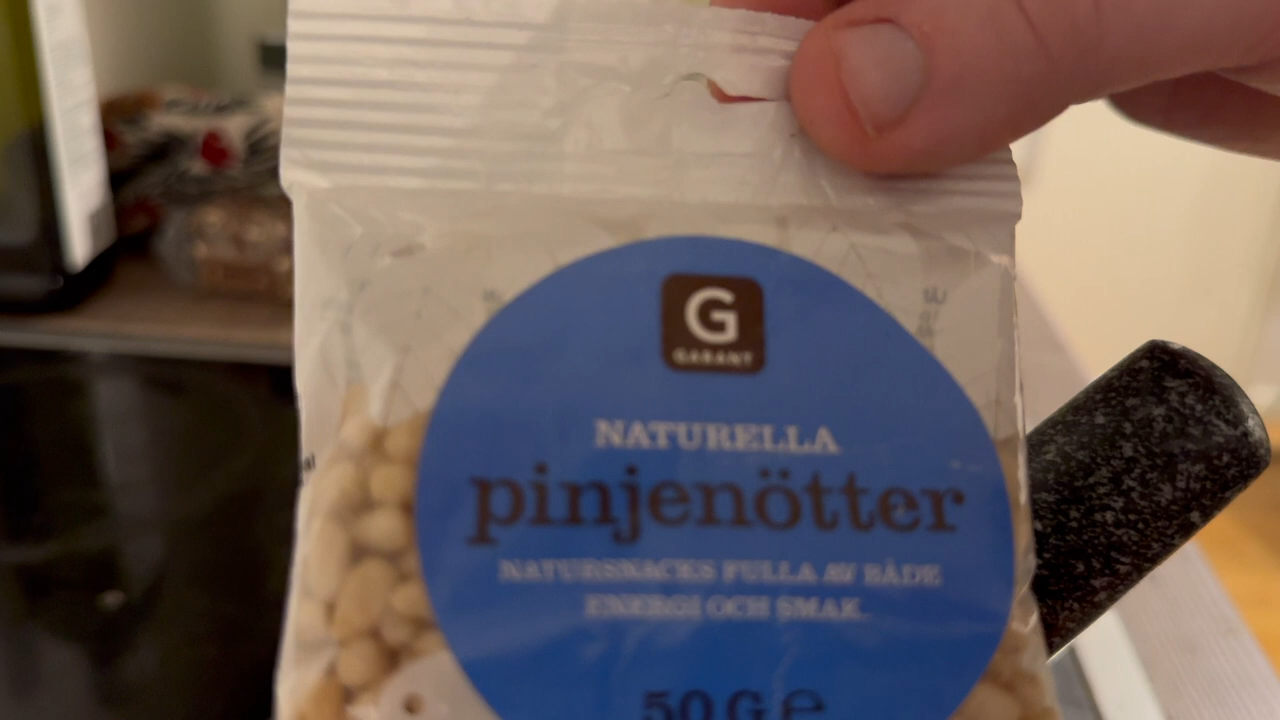 G
GARANT
NATURELLA
pinjenötter
NATURSNACKS FULLA AV BÅDE
ENERGI OCH SMAK.
50 G ℮